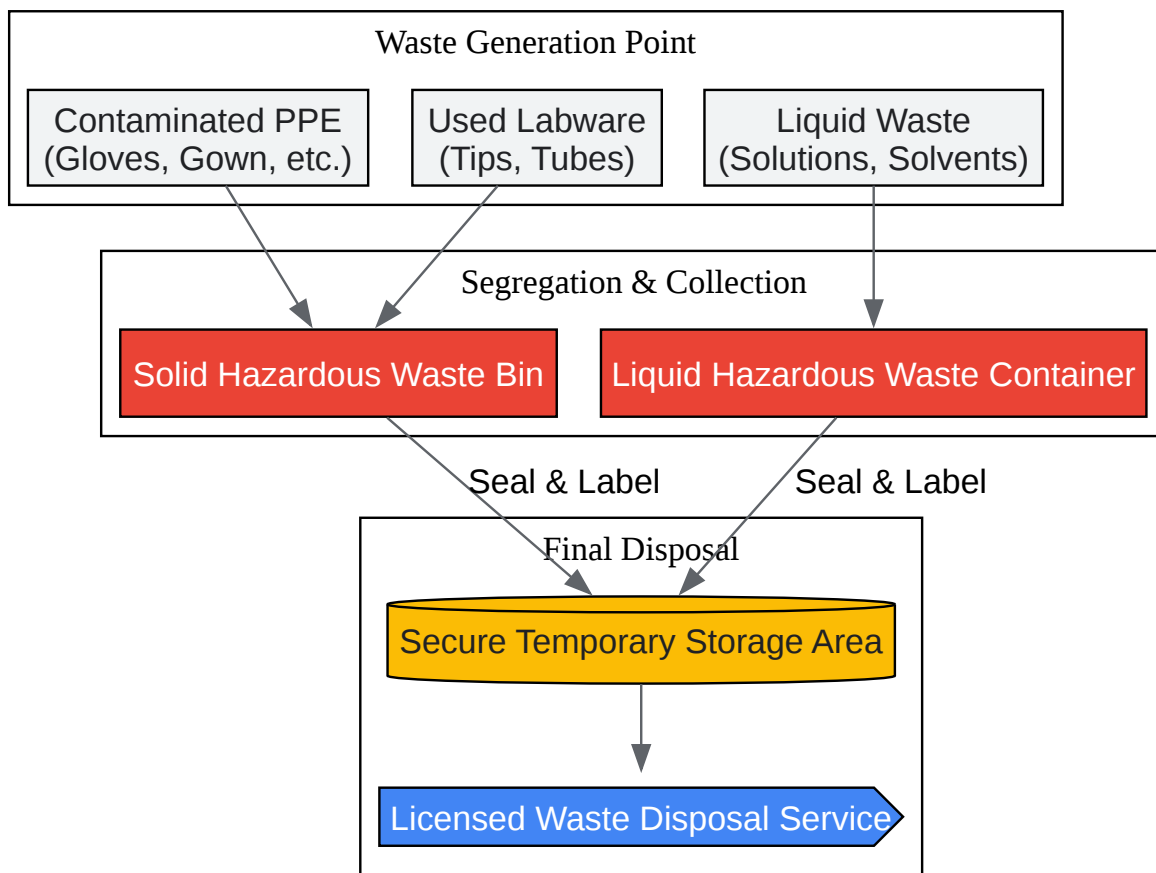 Waste Generation Point
Contaminated PPE
(Gloves, Gown, etc.)
Used Labware
(Tips, Tubes)
Liquid Waste
(Solutions, Solvents)
Segregation & Collection
Solid Hazardous Waste Bin
Liquid Hazardous Waste Container
Seal & Label
Seal & Label
Final Disposal
Secure Temporary Storage Area
Licensed Waste Disposal Service